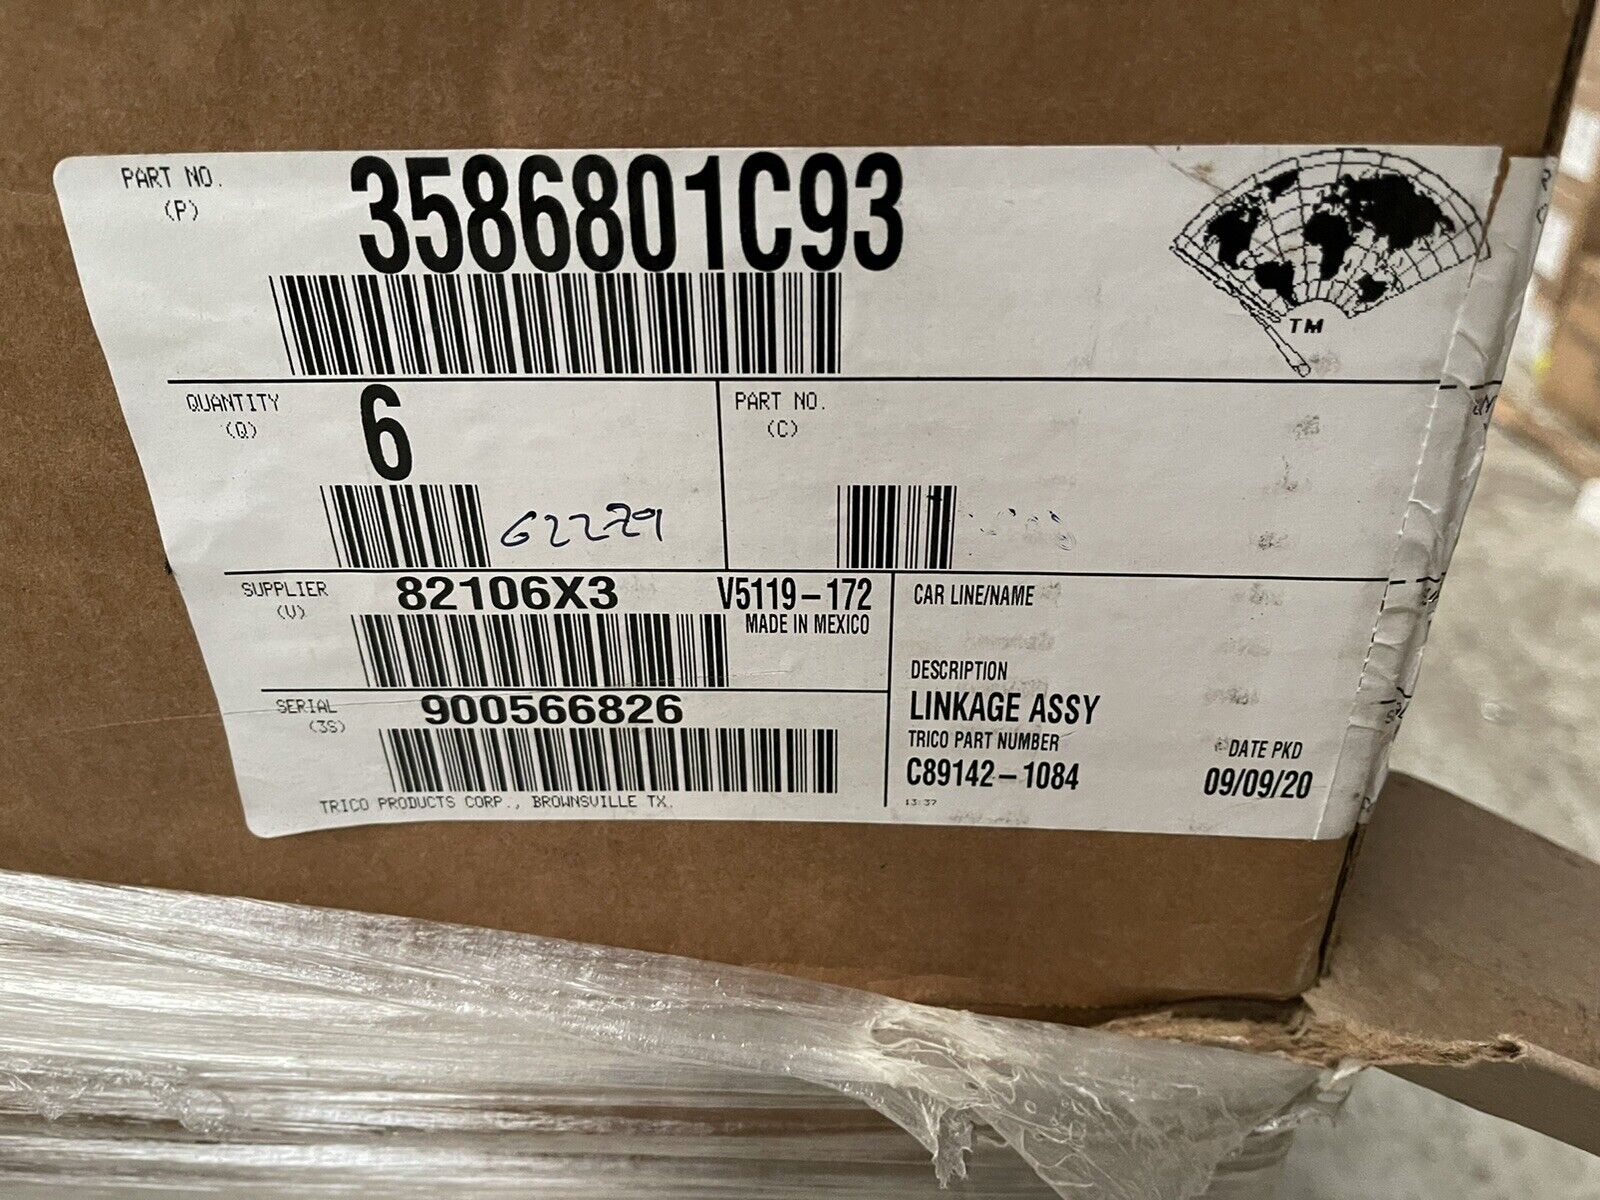 PART NO.
(P)
3586801C93
TM
QUANTITY
(Q)
6
PART NO.
(C)
SUPPLIER
(V)
82106X3
V5119-172
MADE IN MEXICO
CAR LINE/NAME
SERIAL
(3S)
900566826
DESCRIPTION
LINKAGE ASSY
TRICO PART NUMBER
C89142-1084
DATE PKD
09/09/20
TRICO PRODUCTS CORP., BROWNSVILLE TX.
13:37